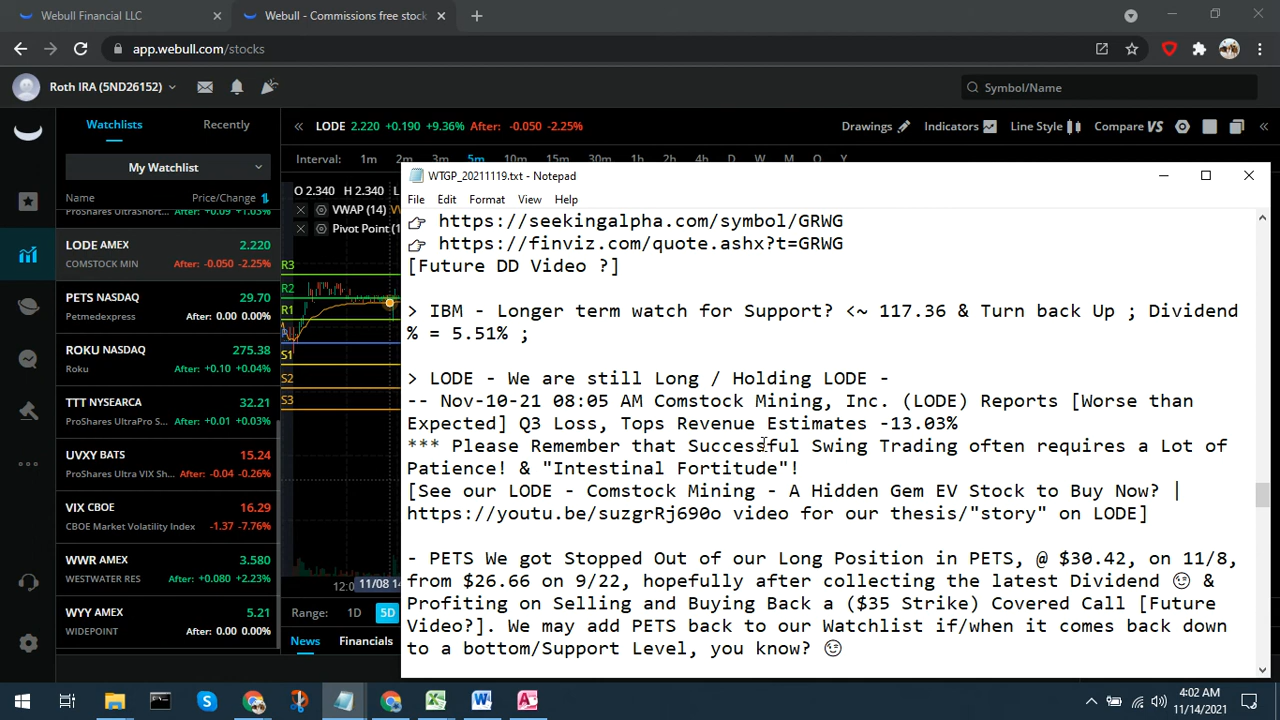 Webull Financial LLC
Webull - Commissions free stock
app.webull.com/stocks
Roth IRA (5ND26152)
Symbol/Name
Watchlists Recently
LODE 2.220 +0.190 +9.36% After: -0.050 -2.25%
Drawings Indicators Line Style Compare VS
My Watchlist
Interval: 1m 2m 3m 5m 10m 15m 30m 1h 2h 4h D W M Q Y
Name Price/Change
ProShares UltraShort... After: +0.09 +1.03%
LODE AMEX 2.220
COMSTOCK MIN After: -0.050 -2.25%
PETS NASDAQ 29.70
Petmedexpress After: 0.00 0.00%
ROKU NASDAQ 275.38
Roku After: +0.10 +0.04%
TTT NYSEARCA 32.21
ProShares UltraPro S... After: +0.01 +0.03%
UVXY BATS 15.24
ProShares Ultra VIX Sh... After: -0.04 -0.26%
VIX CBOE 16.29
CBOE Market Volatility Index -1.37 -7.76%
WWR AMEX 3.580
WESTWATER RES After: +0.080 +2.23%
WYY AMEX 5.21
WIDEPOINT After: 0.00 0.00%
O 2.340 H 2.340 L
VWAP (14)
Pivot Point (1
R3
R2
R1
S1
S2
S3
12:0
11/08 14
Range: 1D 5D
News Financials
WTGP_20211119.txt - Notepad
File Edit Format View Help
👉 https://seekingalpha.com/symbol/GRWG
👉 https://finviz.com/quote.ashx?t=GRWG
[Future DD Video ?]
> IBM - Longer term watch for Support? <~ 117.36 & Turn back Up ; Dividend
% = 5.51% ;
> LODE - We are still Long / Holding LODE -
-- Nov-10-21 08:05 AM Comstock Mining, Inc. (LODE) Reports [Worse than
Expected] Q3 Loss, Tops Revenue Estimates -13.03%
*** Please Remember that Successful Swing Trading often requires a Lot of
Patience! & "Intestinal Fortitude"!
[See our LODE - Comstock Mining - A Hidden Gem EV Stock to Buy Now? |
https://youtu.be/suzgrRj690o video for our thesis/"story" on LODE]
- PETS We got Stopped Out of our Long Position in PETS, @ $30.42, on 11/8,
from $26.66 on 9/22, hopefully after collecting the latest Dividend 😉 &
Profiting on Selling and Buying Back a ($35 Strike) Covered Call [Future
Video?]. We may add PETS back to our Watchlist if/when it comes back down
to a bottom/Support Level, you know? 😉
4:02 AM
11/14/2021